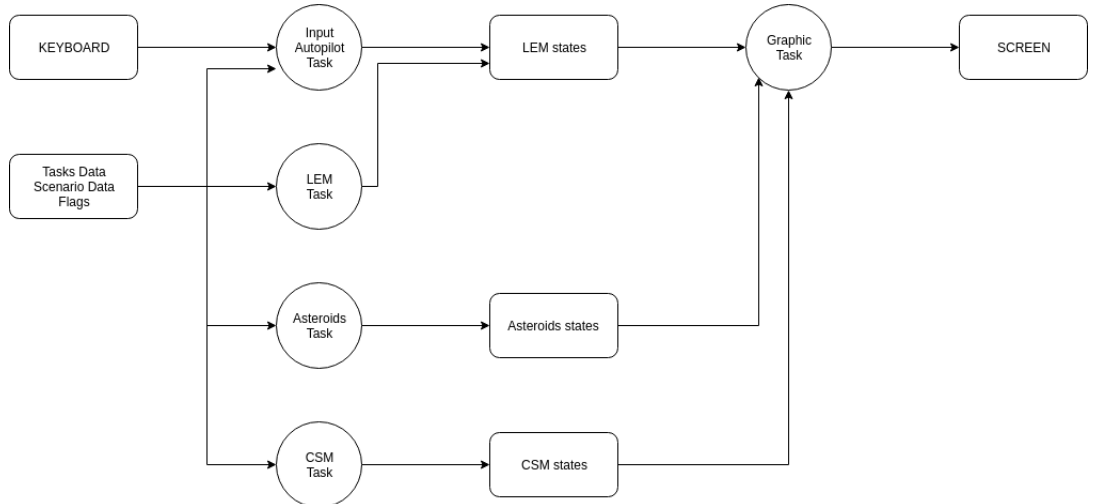 KEYBOARD
Input
Autopilot
Task
LEM states
Graphic
Task
SCREEN
Tasks Data
Scenario Data
Flags
LEM
Task
Asteroids
Task
Asteroids states
CSM
Task
CSM states